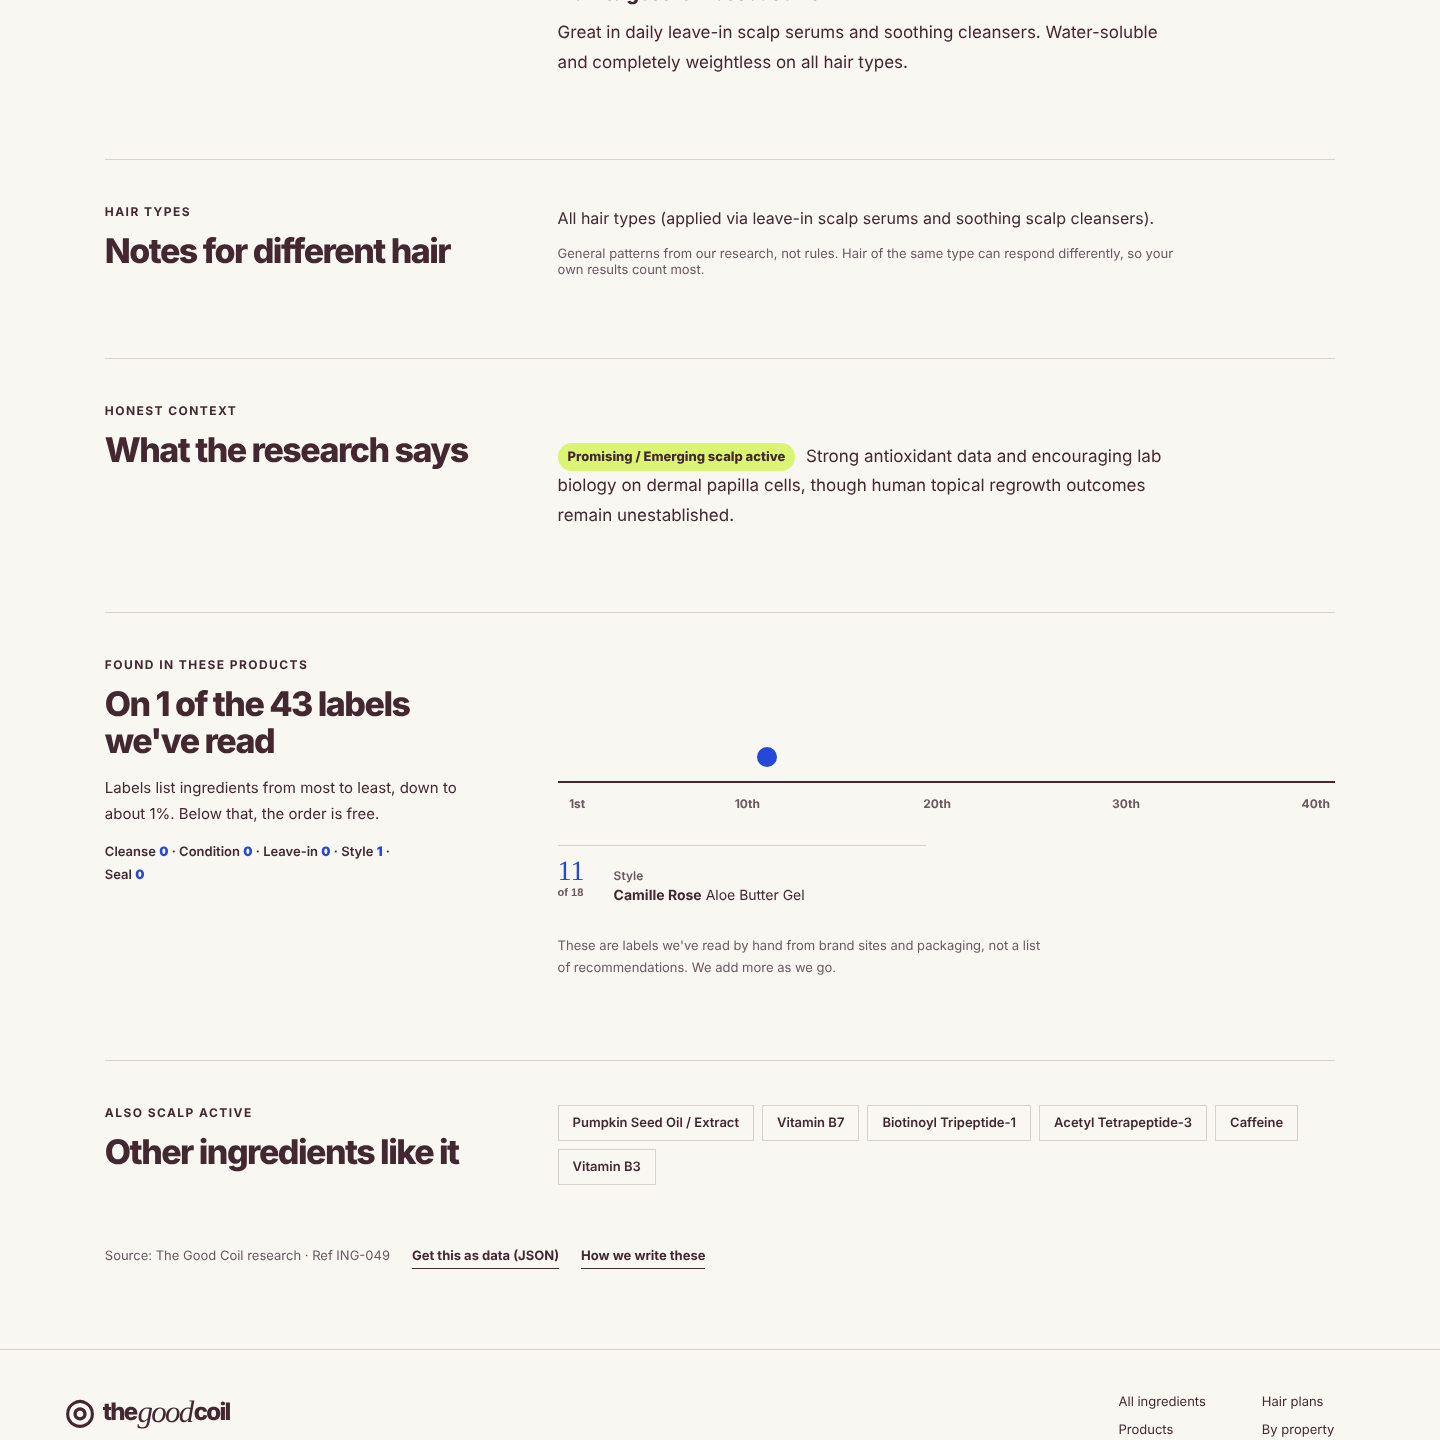 Great in daily leave-in scalp serums and soothing cleansers. Water-soluble
and completely weightless on all hair types.
HAIR TYPES
Notes for different hair
All hair types (applied via leave-in scalp serums and soothing scalp cleansers).
General patterns from our research, not rules. Hair of the same type can respond differently, so your
own results count most.
HONEST CONTEXT
What the research says
Promising / Emerging scalp active Strong antioxidant data and encouraging lab
biology on dermal papilla cells, though human topical regrowth outcomes
remain unestablished.
FOUND IN THESE PRODUCTS
On 1 of the 43 labels
we've read
Labels list ingredients from most to least, down to
about 1%. Below that, the order is free.
Cleanse 0 · Condition 0 · Leave-in 0 · Style 1 ·
Seal 0
1st 10th 20th 30th 40th
11
of 18
Style
Camille Rose Aloe Butter Gel
These are labels we've read by hand from brand sites and packaging, not a list
of recommendations. We add more as we go.
ALSO SCALP ACTIVE
Other ingredients like it
Pumpkin Seed Oil / Extract Vitamin B7 Biotinoyl Tripeptide-1 Acetyl Tetrapeptide-3 Caffeine
Vitamin B3
Source: The Good Coil research · Ref ING-049 Get this as data (JSON) How we write these
thegoodcoil
All ingredients Hair plans
Products By property